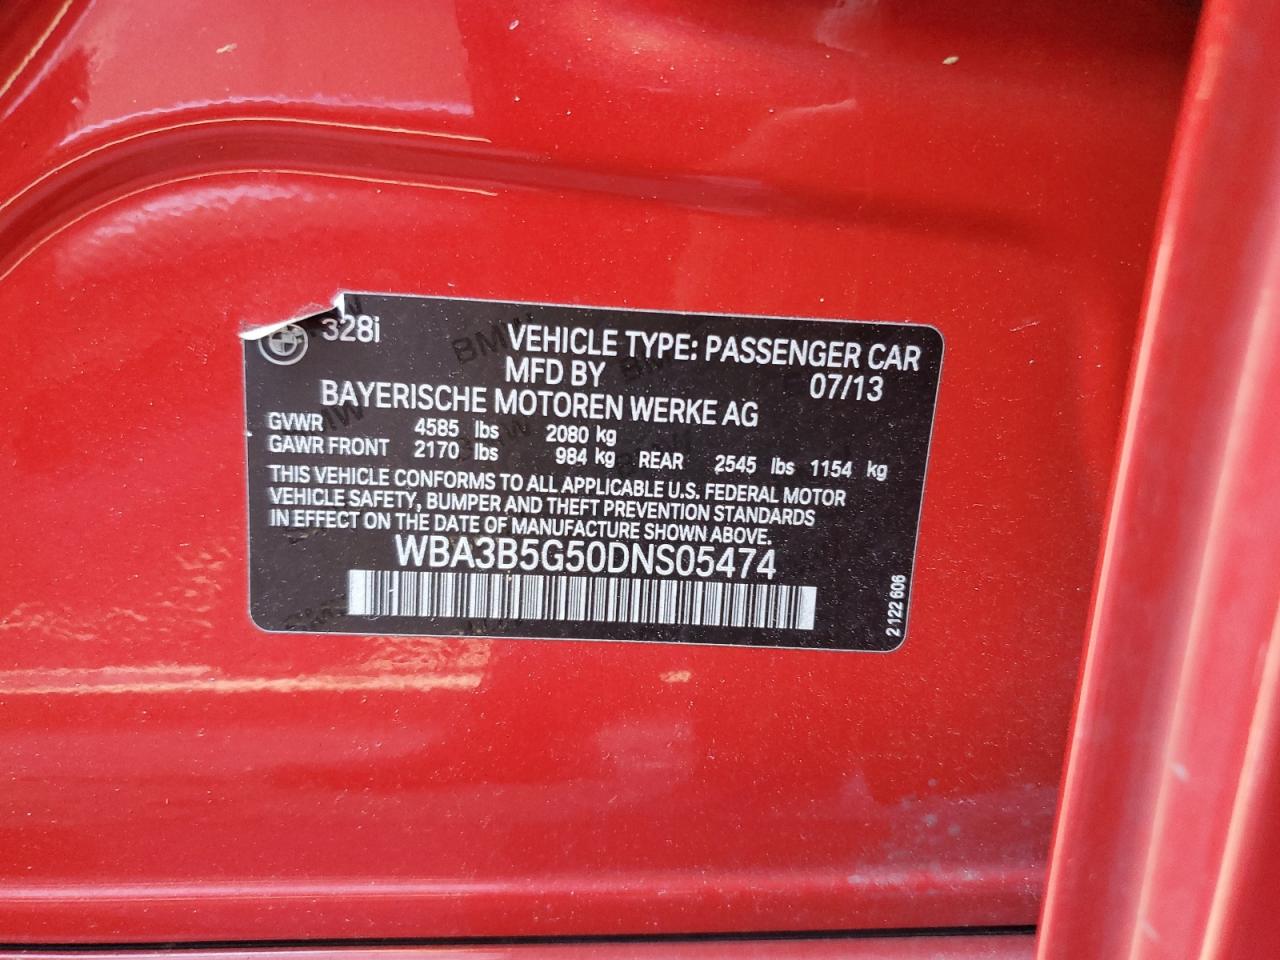 328i VEHICLE TYPE: PASSENGER CAR
MFD BY 07/13
BAYERISCHE MOTOREN WERKE AG
GVWR 4585 lbs 2080 kg
GAWR FRONT 2170 lbs 984 kg REAR 2545 lbs 1154 kg
THIS VEHICLE CONFORMS TO ALL APPLICABLE U.S. FEDERAL MOTOR
VEHICLE SAFETY, BUMPER AND THEFT PREVENTION STANDARDS
IN EFFECT ON THE DATE OF MANUFACTURE SHOWN ABOVE.
WBA3B5G50DNS05474
2 122 606